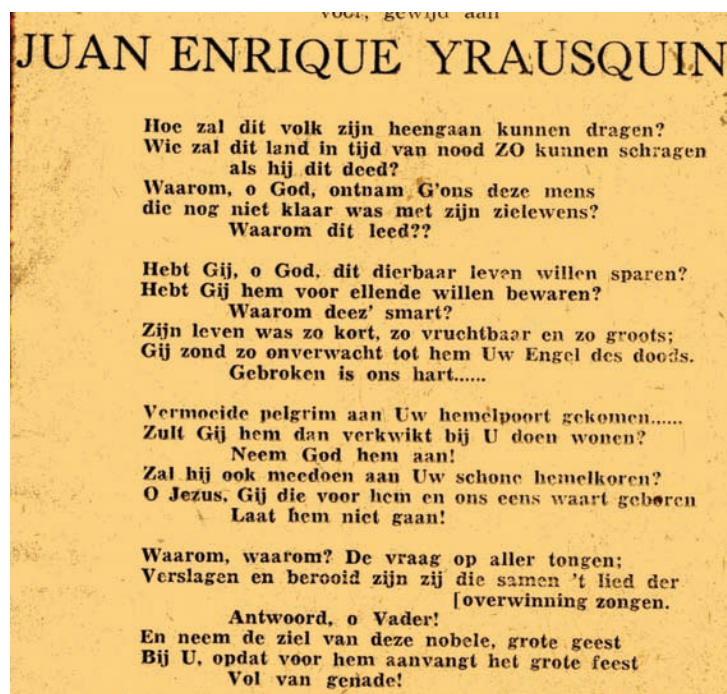 voor, gewijd aan
JUAN ENRIQUE YRAUSQUIN
Hoe zal dit volk zijn heengaan kunnen dragen?
Wie zal dit land in tijd van nood ZO kunnen schragen
als hij dit deed?
Waarom, o God, ontnam G'ons deze mens
die nog niet klaar was met zijn zielewens?
Waarom dit leed??
Hebt Gij, o God, dit dierbaar leven willen sparen?
Hebt Gij hem voor ellende willen bewaren?
Waarom deez' smart?
Zijn leven was zo kort, zo vruchtbaar en zo groots;
Gij zond zo onverwacht tot hem Uw Engel des doods.
Gebroken is ons hart......
Vermoeide pelgrim aan Uw hemelpoort gekomen......
Zult Gij hem dan verkwikt bij U doen wonen?
Neem God hem aan!
Zal hij ook meedoen aan Uw schone hemelkoren?
O Jezus, Gij die voor hem en ons eens waart geboren
Laat hem niet gaan!
Waarom, waarom? De vraag op aller tongen;
Verslagen en berooid zijn zij die samen 't lied der
[overwinning zongen.
Antwoord, o Vader!
En neem de ziel van deze nobele, grote geest
Bij U, opdat voor hem aanvangt het grote feest
Vol van genade!